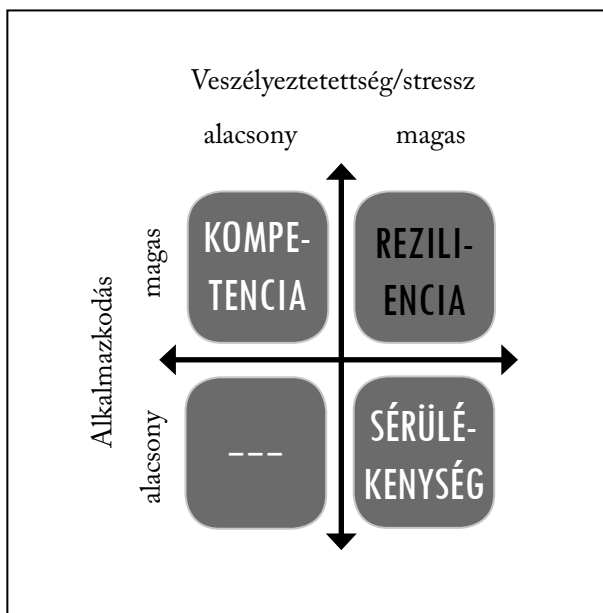 Veszélyeztetettség/stressz
alacsony magas
Alkalmazkodás
magas
alacsony
KOMPE-
TENCIA
REZILI-
ENCIA
---
SÉRÜLÉ-
KENYSÉG